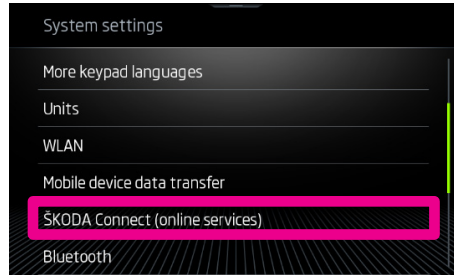 System settings
More keypad languages
Units
WLAN
Mobile device data transfer
ŠKODA Connect (online services)
Bluetooth